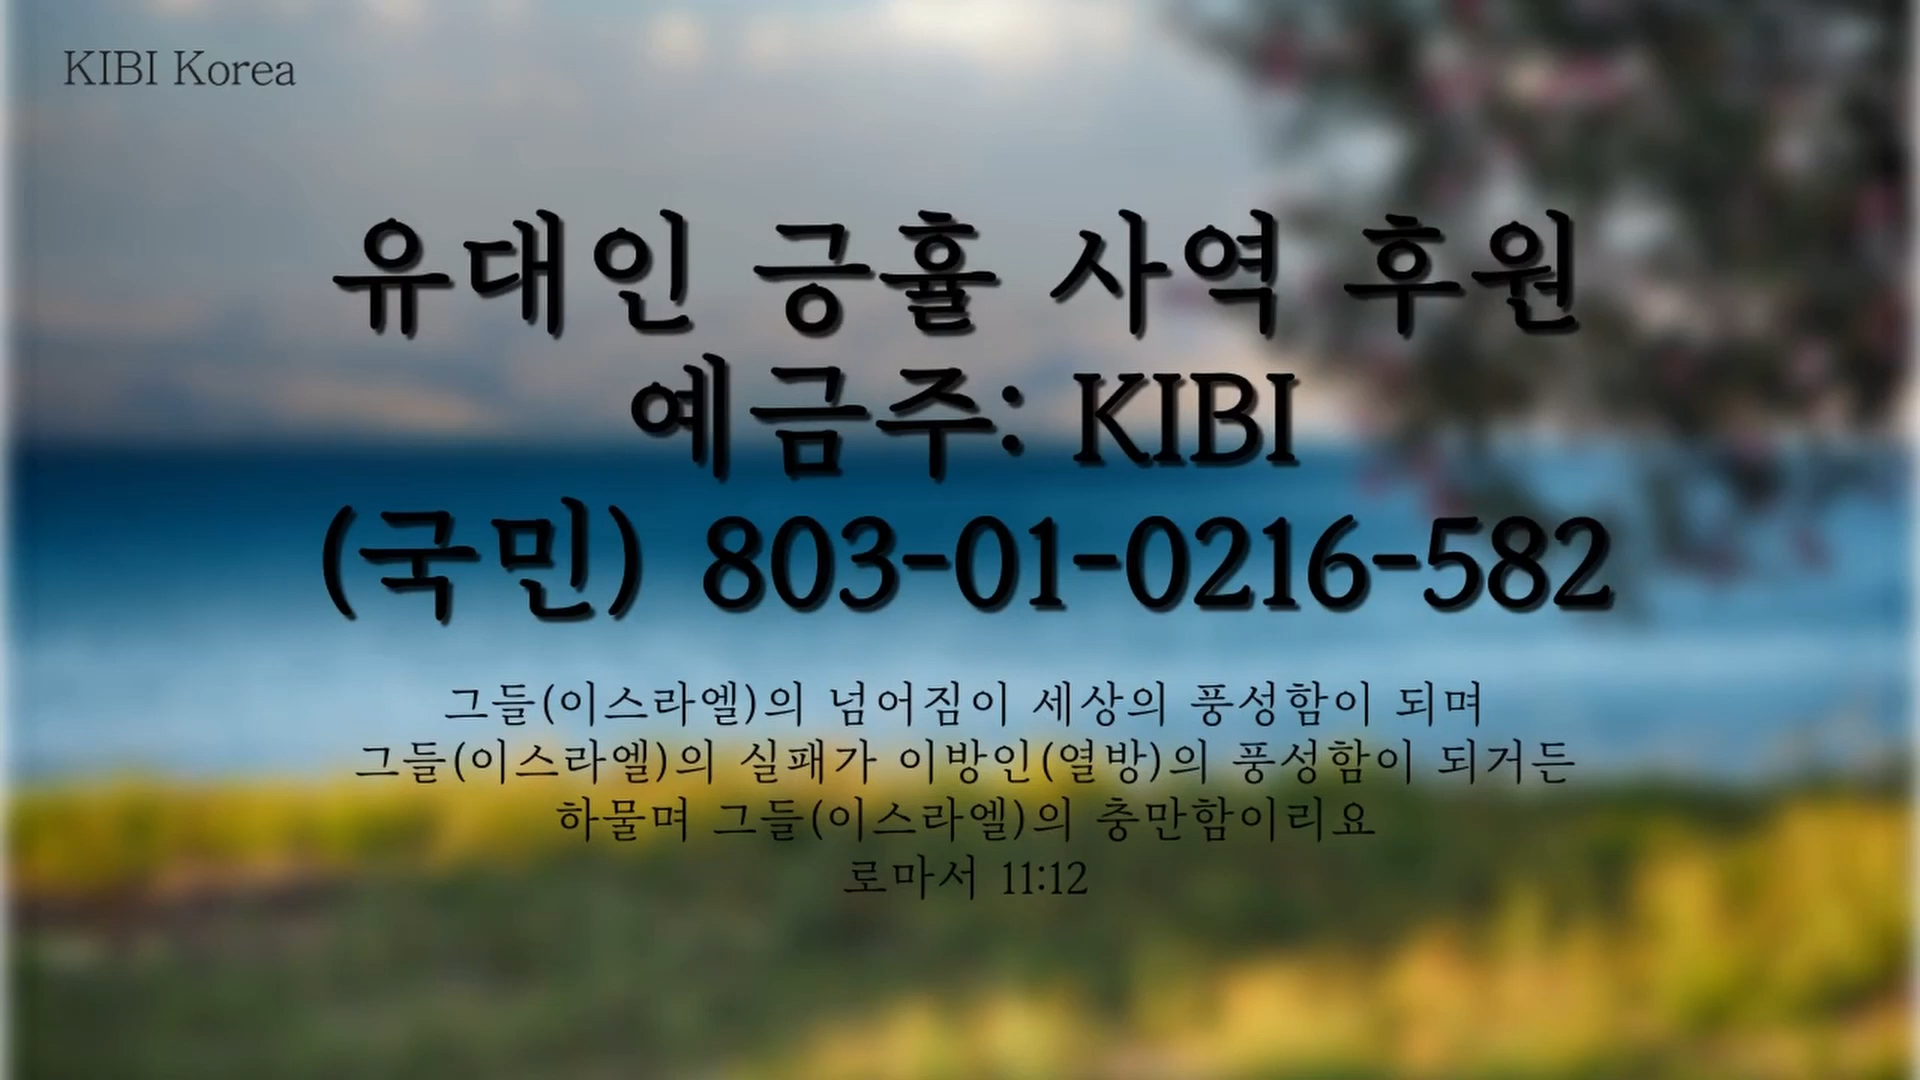 KIBI Korea
유대인 긍휼 사역 후원
예금주: KIBI
(국민) 803-01-0216-582
그들(이스라엘)의 넘어짐이 세상의 풍성함이 되며
그들(이스라엘)의 실패가 이방인(열방)의 풍성함이 되거든
하물며 그들(이스라엘)의 충만함이리요
로마서 11:12